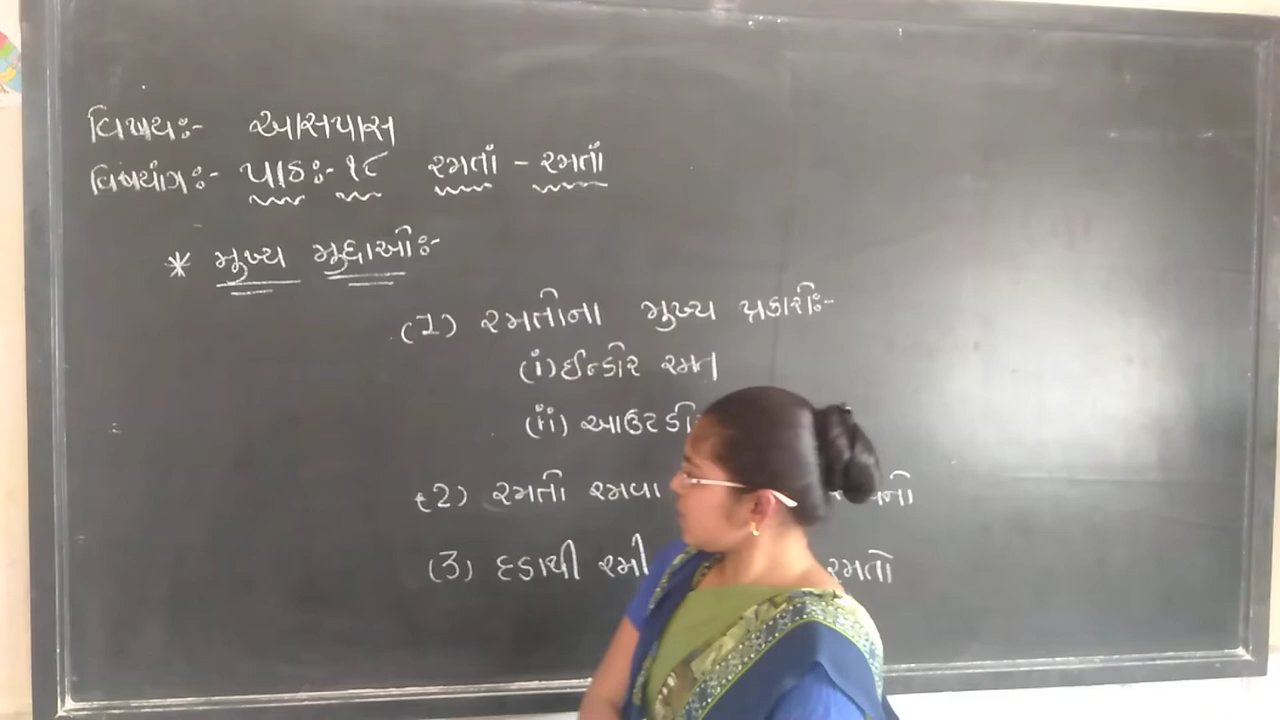 વિષયઃ- આસપાસ
વિષયાંગઃ- પાઠઃ- ૧૮ રમતાં - રમતાં
* મુખ્ય મુદ્દાઓઃ-
(1) રમતોના મુખ્ય પ્રકારોઃ-
(i) ઈન્ડોર રમત
(ii) આઉટ
(2) રમતો રમવા
(3) દડાથી રમી રમતો